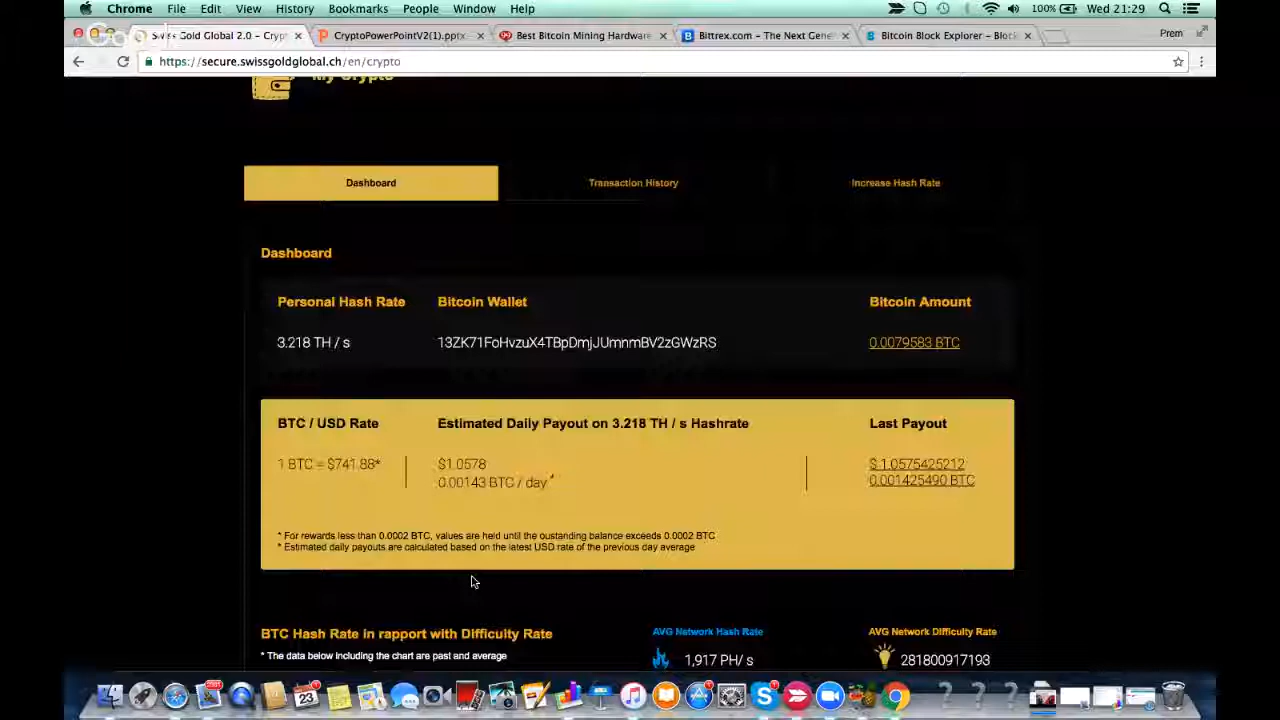 Chrome File Edit View History Bookmarks People Window Help 100% Wed 21:29
Swiss Gold Global 2.0 – Cryp CryptoPowerPointV2(1).pptx Best Bitcoin Mining Hardware Bittrex.com – The Next Gene Bitcoin Block Explorer – Block Prem
https://secure.swissgoldglobal.ch/en/crypto
My Crypto
Dashboard Transaction History Increase Hash Rate
Dashboard
Personal Hash Rate Bitcoin Wallet Bitcoin Amount
3.218 TH / s 13ZK71FoHvzuX4TBpDmjJUmnmBV2zGWzRS 0.0079583 BTC
BTC / USD Rate Estimated Daily Payout on 3.218 TH / s Hashrate Last Payout
1 BTC = $741.88* $1.0578 $ 1.0575425212
0.00143 BTC / day * 0.001425490 BTC
* For rewards less than 0.0002 BTC, values are held until the oustanding balance exceeds 0.0002 BTC
* Estimated daily payouts are calculated based on the latest USD rate of the previous day average
BTC Hash Rate in rapport with Difficulty Rate AVG Network Hash Rate AVG Network Difficulty Rate
* The data below including the chart are past and average 1,917 PH/ s 281800917193
23